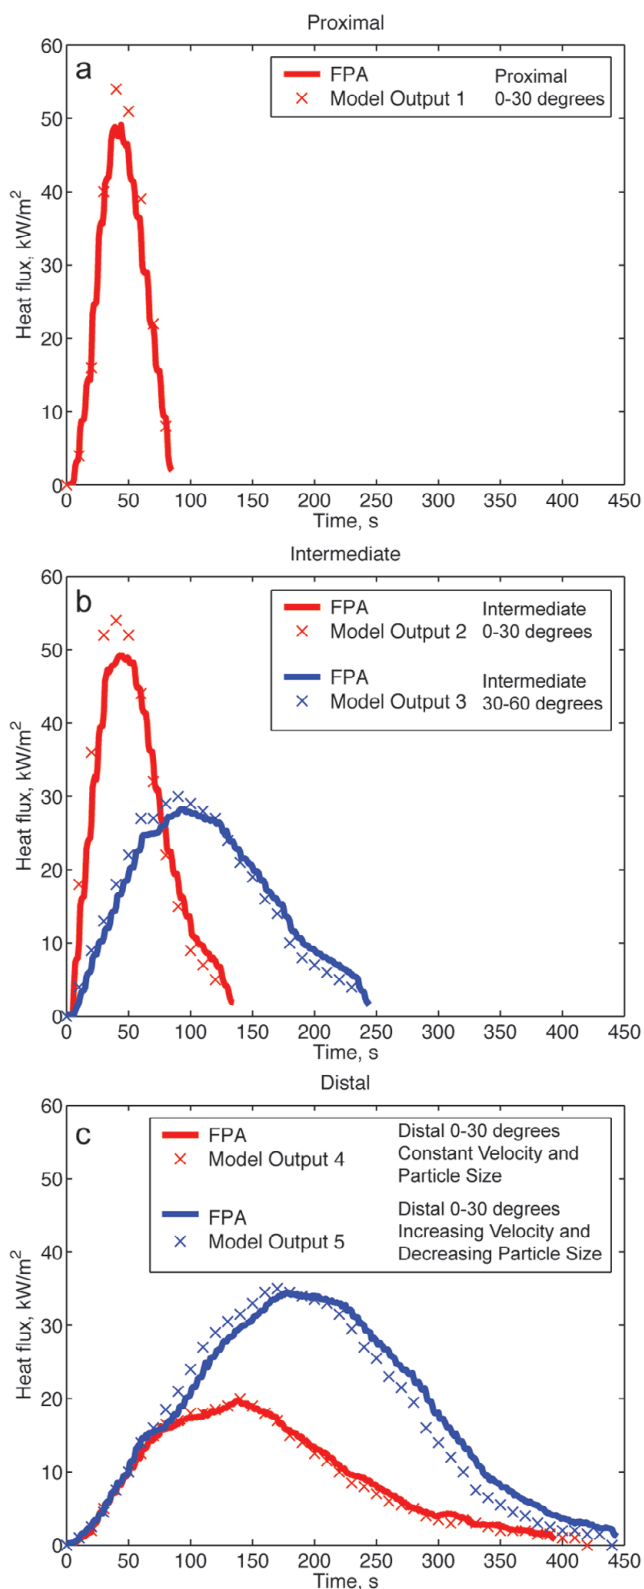 Proximal
a
FPA Proximal
Model Output 1 0-30 degrees
60
50
40
30
20
10
0
Heat flux, kW/m²
0 50 100 150 200 250 300 350 400 450
Time, s
Intermediate
b
FPA Intermediate
Model Output 2 0-30 degrees
FPA Intermediate
Model Output 3 30-60 degrees
60
50
40
30
20
10
0
Heat flux, kW/m²
0 50 100 150 200 250 300 350 400 450
Time, s
Distal
c
FPA Distal 0-30 degrees
Model Output 4 Constant Velocity and
Particle Size
FPA Distal 0-30 degrees
Model Output 5 Increasing Velocity and
Decreasing Particle Size
60
50
40
30
20
10
0
Heat flux, kW/m²
0 50 100 150 200 250 300 350 400 450
Time, s